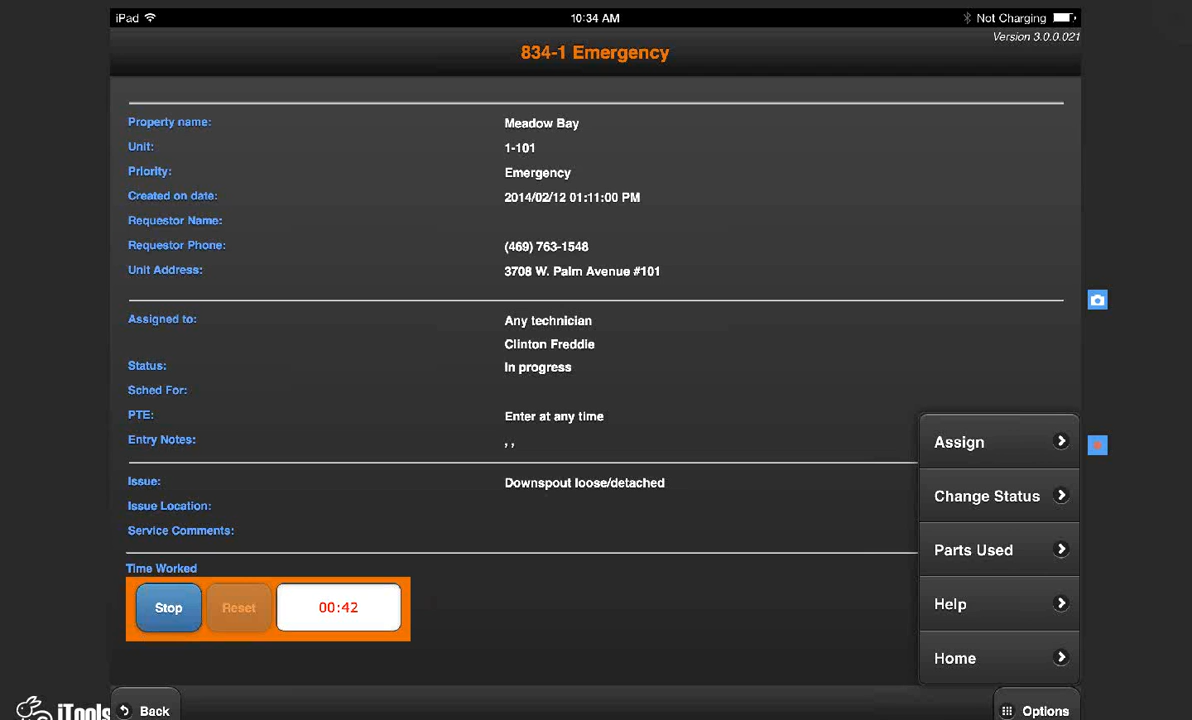 iPad 10:34 AM Not Charging
Version 3.0.0.021
834-1 Emergency
Property name: Meadow Bay
Unit: 1-101
Priority: Emergency
Created on date: 2014/02/12 01:11:00 PM
Requestor Name:
Requestor Phone: (469) 763-1548
Unit Address: 3708 W. Palm Avenue #101
Assigned to: Any technician
Clinton Freddie
Status: In progress
Sched For:
PTE: Enter at any time
Entry Notes: , ,
Issue: Downspout loose/detached
Issue Location:
Service Comments:
Time Worked
Stop Reset 00:42
Assign
Change Status
Parts Used
Help
Home
iTools Back Options